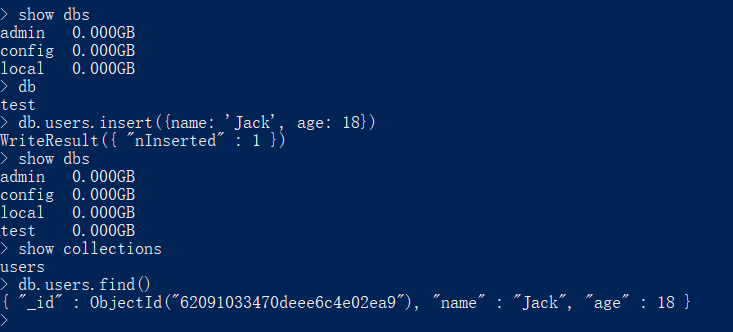 > show dbs
admin   0.000GB
config  0.000GB
local   0.000GB
> db
test
> db.users.insert({name: 'Jack', age: 18})
WriteResult({ "nInserted" : 1 })
> show dbs
admin   0.000GB
config  0.000GB
local   0.000GB
test    0.000GB
> show collections
users
> db.users.find()
{ "_id" : ObjectId("62091033470deee6c4e02ea9"), "name" : "Jack", "age" : 18 }
>